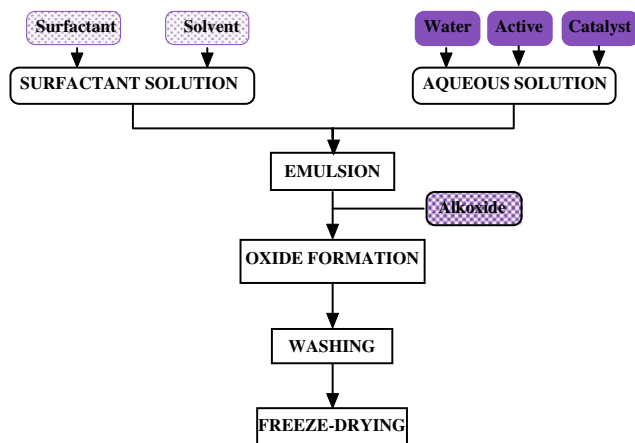 Surfactant Solvent Water Active Catalyst
SURFACTANT SOLUTION AQUEOUS SOLUTION
EMULSION
Alkoxide
OXIDE FORMATION
WASHING
FREEZE-DRYING